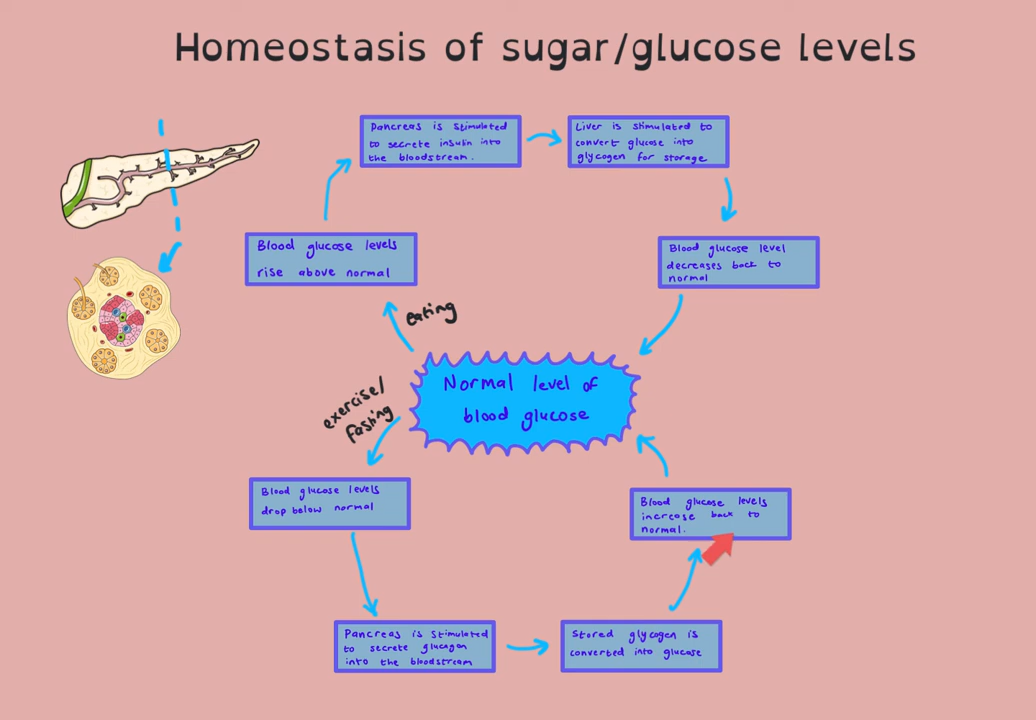 Homeostasis of sugar/glucose levels
Pancreas is stimulated
to secrete insulin into
the bloodstream.
Liver is stimulated to
convert glucose into
glycogen for storage
Blood glucose levels
rise above normal
Blood glucose level
decreases back to
normal
eating
Normal level of
blood glucose
exercise/
fasting
Blood glucose levels
drop below normal
Blood glucose levels
increase back to
normal.
Pancreas is stimulated
to secrete glucagon
into the bloodstream
Stored glycogen is
converted into glucose